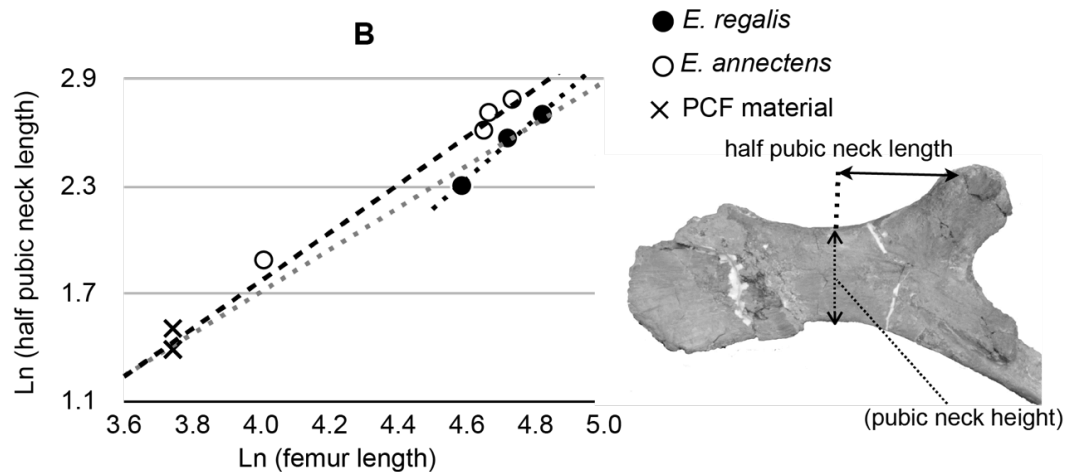 B
E. regalis
E. annectens
PCF material
Ln (half pubic neck length)
2.9
2.3
1.7
1.1
3.6 3.8 4.0 4.2 4.4 4.6 4.8 5.0
Ln (femur length)
half pubic neck length
(pubic neck height)